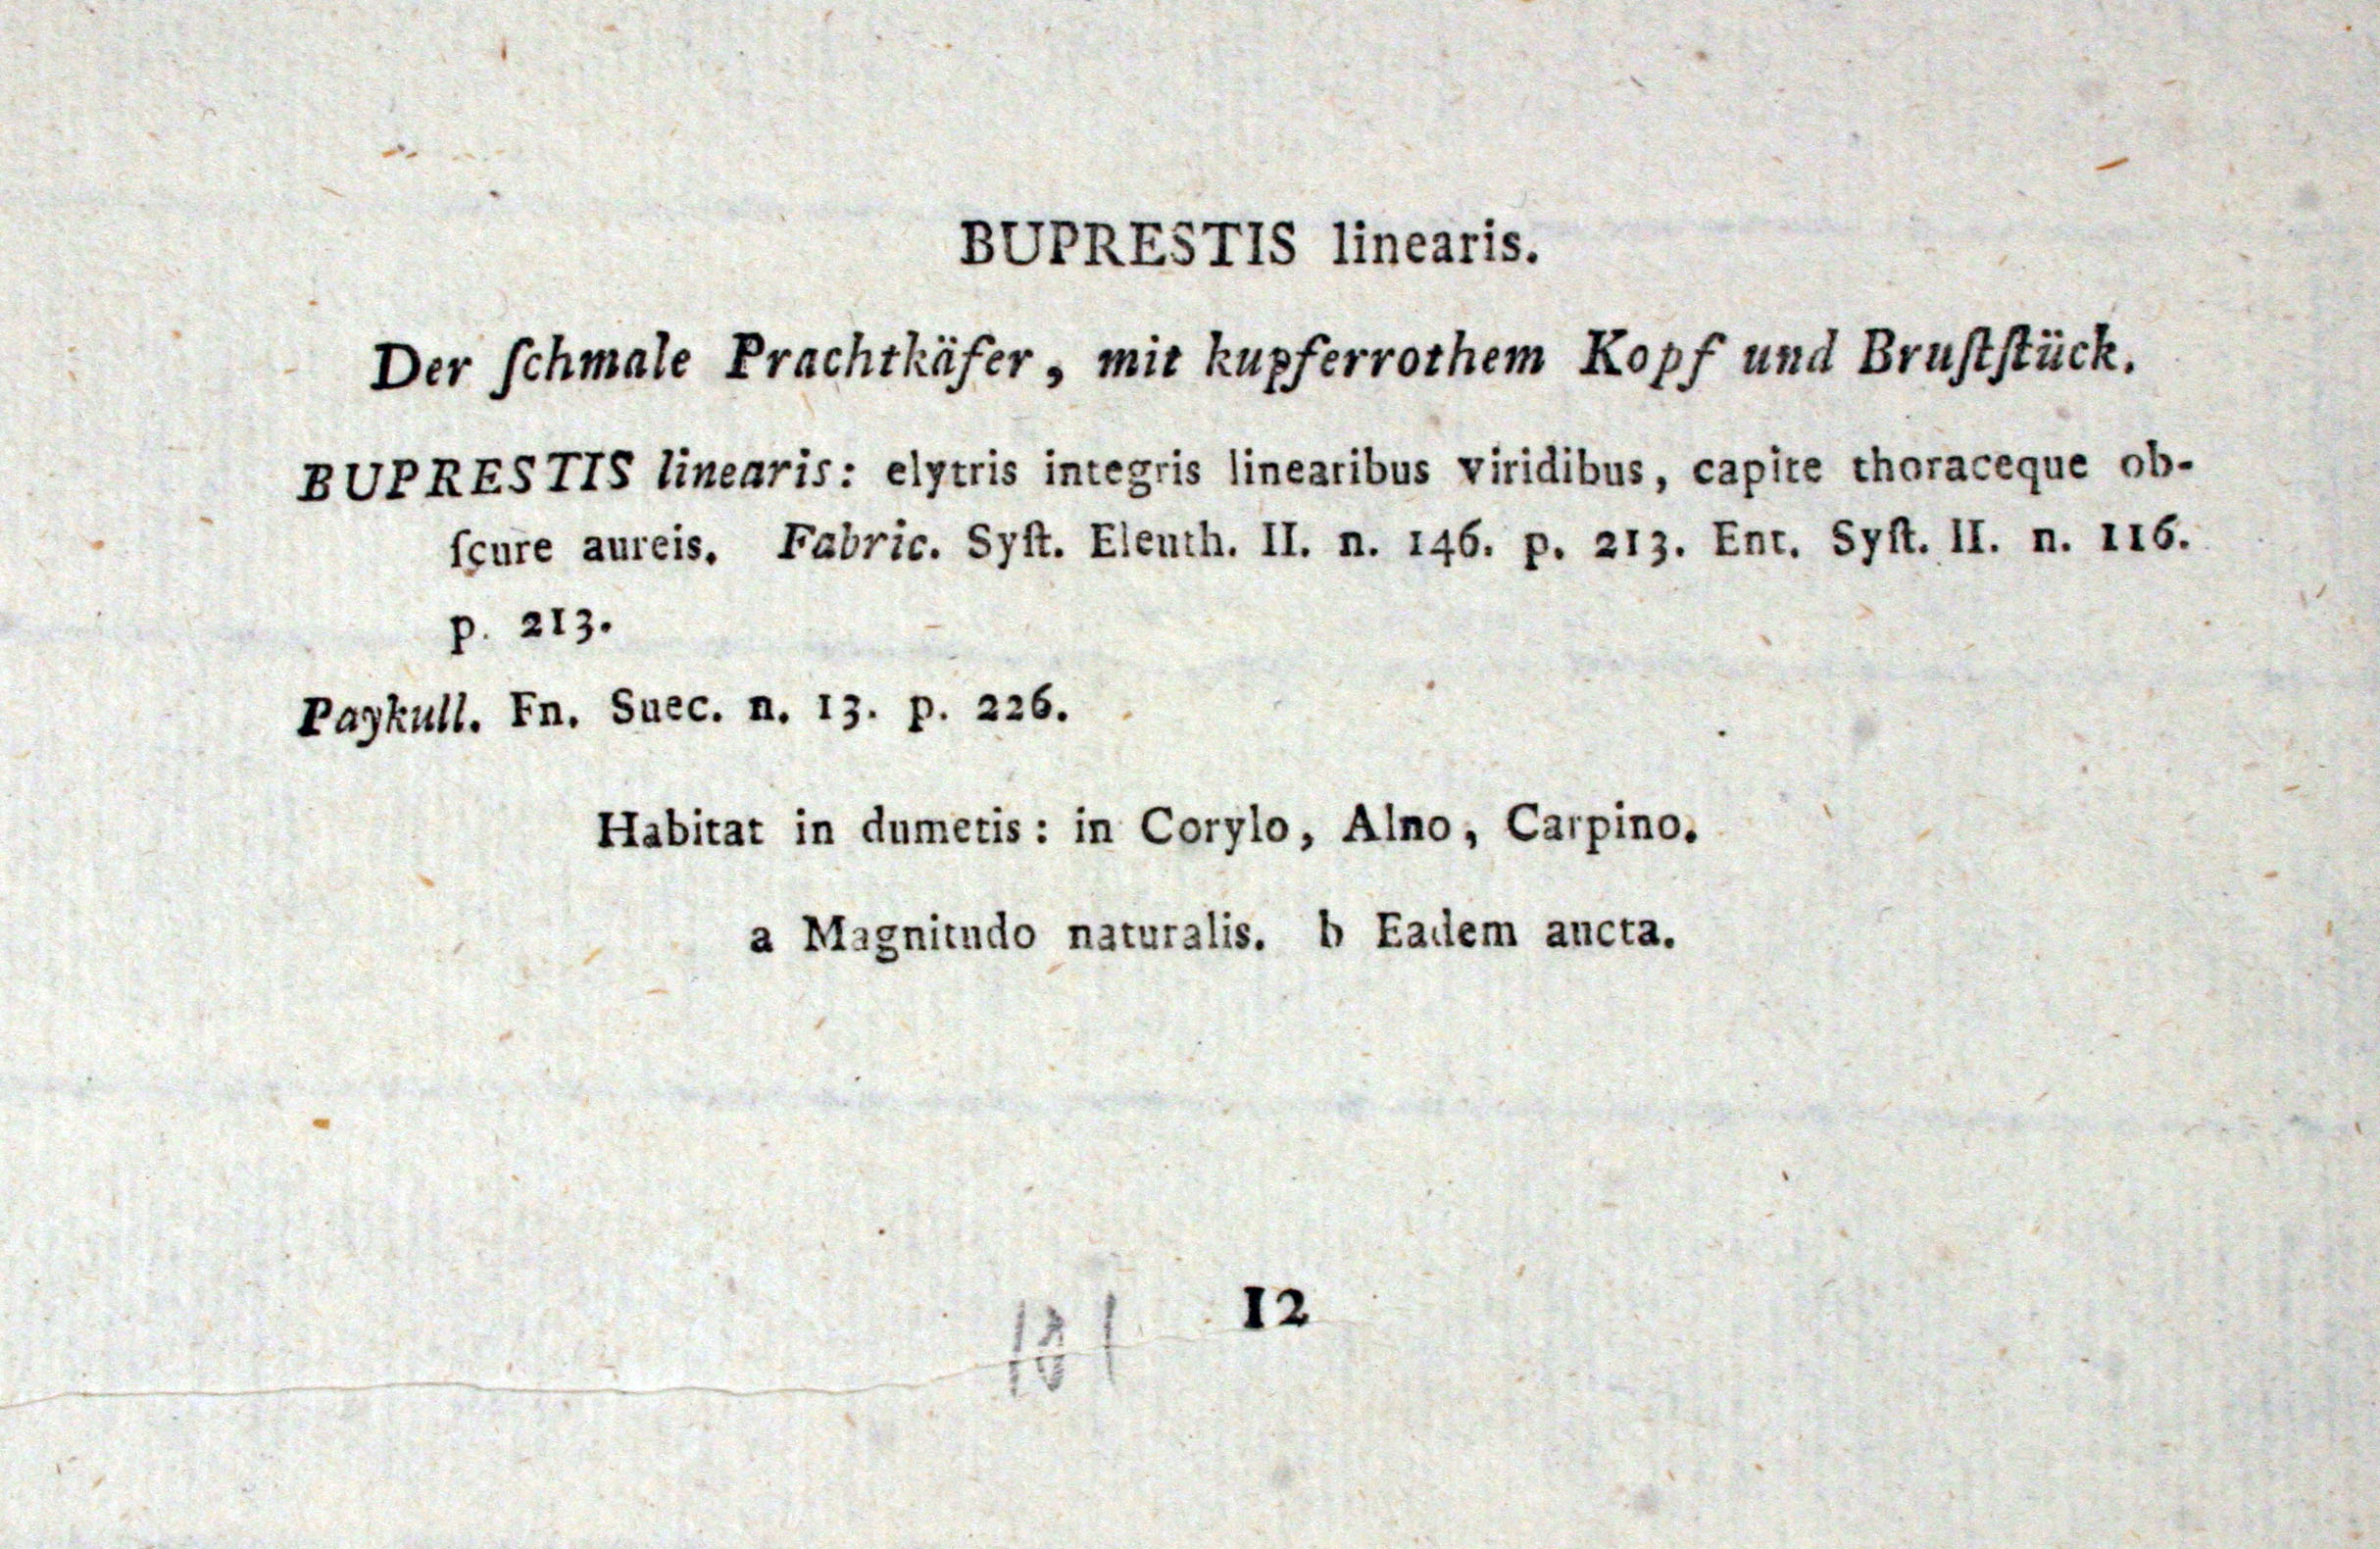 BUPRESTIS linearis.
Der ſchmale Prachtkäfer, mit kupferrothem Kopf und Bruſtſtück.
BUPRESTIS linearis: elytris integris linearibus viridibus, capite thoraceque ob-
ſcure aureis. Fabric. Syſt. Eleuth. II. n. 146. p. 213. Ent. Syſt. II. n. 116.
p. 213.
Paykull. Fn. Suec. n. 13. p. 226.
Habitat in dumetis: in Corylo, Alno, Carpino.
a Magnitudo naturalis. b Eadem aucta.
12